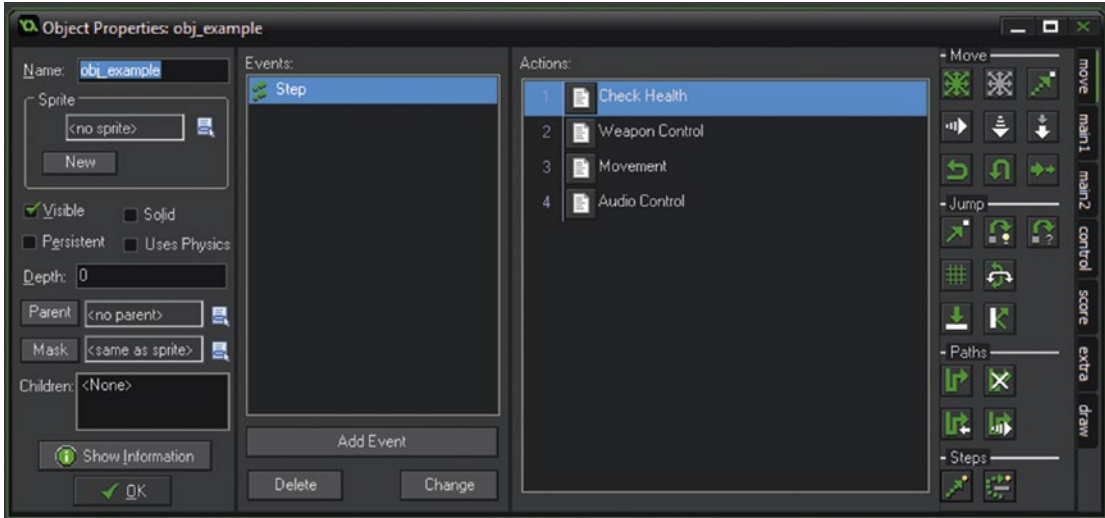 Object Properties: obj_example
Name: obj_example
Sprite
<no sprite>
New
Visible
Solid
Persistent
Uses Physics
Depth: 0
Parent <no parent>
Mask <same as sprite>
Children: <None>
Show Information
OK
Events:
Step
Add Event
Delete
Change
Actions:
1 Check Health
2 Weapon Control
3 Movement
4 Audio Control
Move
Jump
Paths
Steps
move
main1
main2
control
score
extra
draw